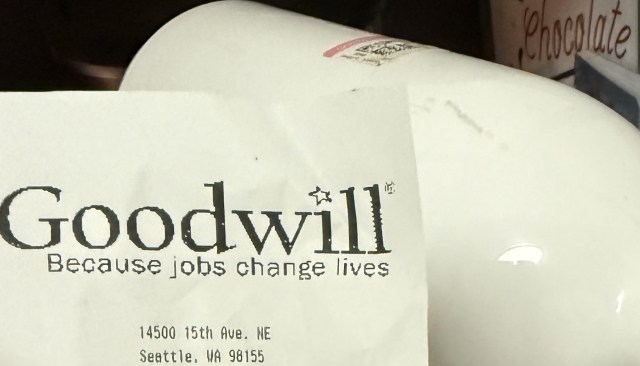 Chocolate
Goodwill®
Because jobs change lives
14500 15th Ave. NE
Seattle, WA 98155